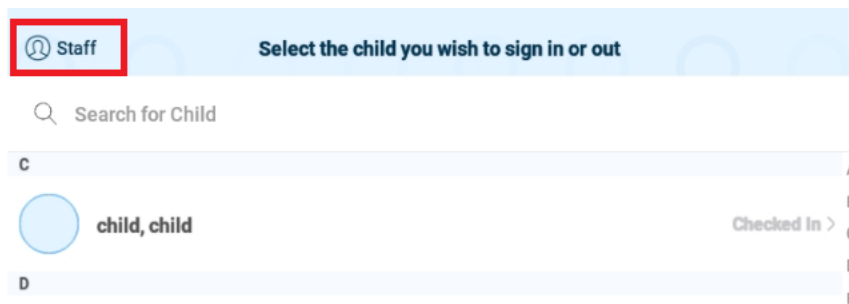 Staff
Select the child you wish to sign in or out
Search for Child
C
child, child
Checked In
D